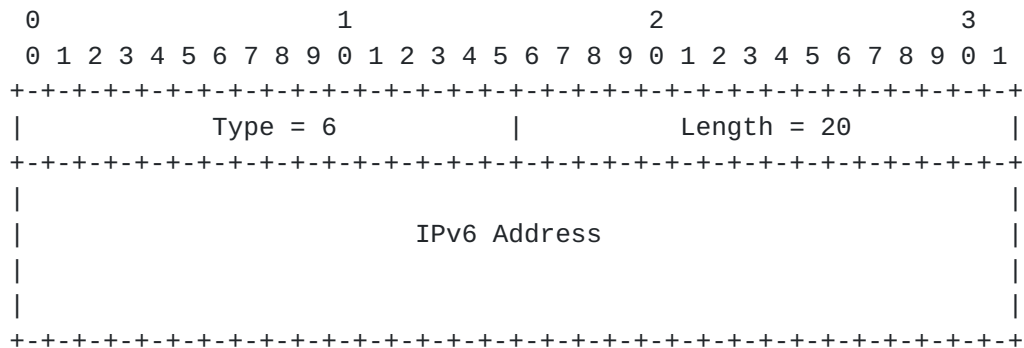 0                   1                   2                   3
 0 1 2 3 4 5 6 7 8 9 0 1 2 3 4 5 6 7 8 9 0 1 2 3 4 5 6 7 8 9 0 1
+-+-+-+-+-+-+-+-+-+-+-+-+-+-+-+-+-+-+-+-+-+-+-+-+-+-+-+-+-+-+-+-+
|            Type = 6           |          Length = 20          |
+-+-+-+-+-+-+-+-+-+-+-+-+-+-+-+-+-+-+-+-+-+-+-+-+-+-+-+-+-+-+-+-+
|                                                               |
|                         IPv6 Address                          |
|                                                               |
|                                                               |
+-+-+-+-+-+-+-+-+-+-+-+-+-+-+-+-+-+-+-+-+-+-+-+-+-+-+-+-+-+-+-+-+